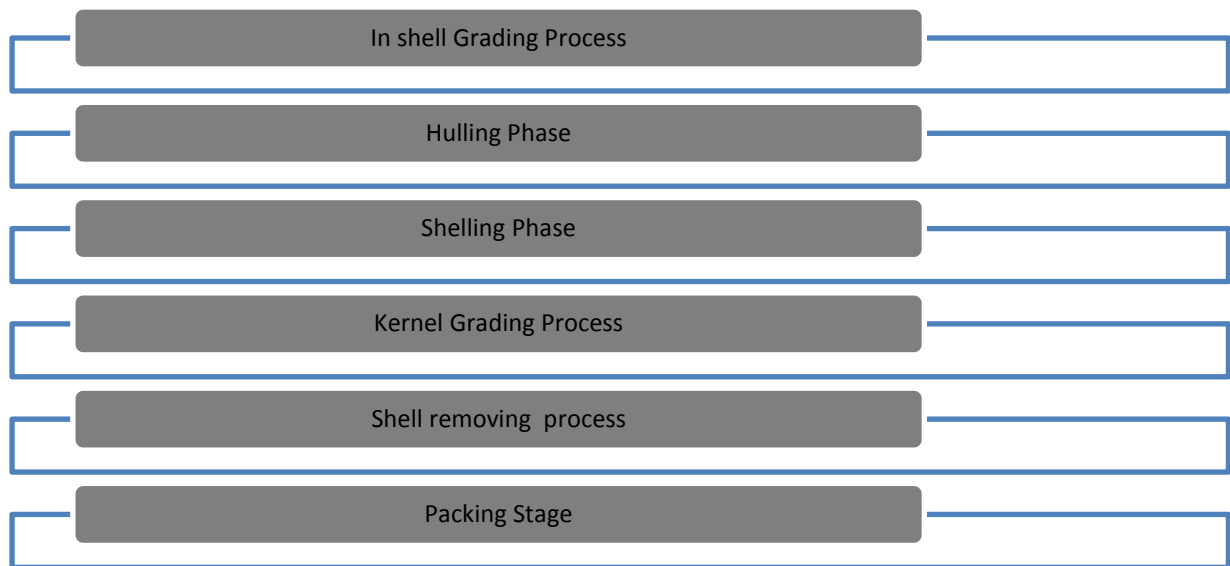 In shell Grading Process
Hulling Phase
Shelling Phase
Kernel Grading Process
Shell removing  process
Packing Stage